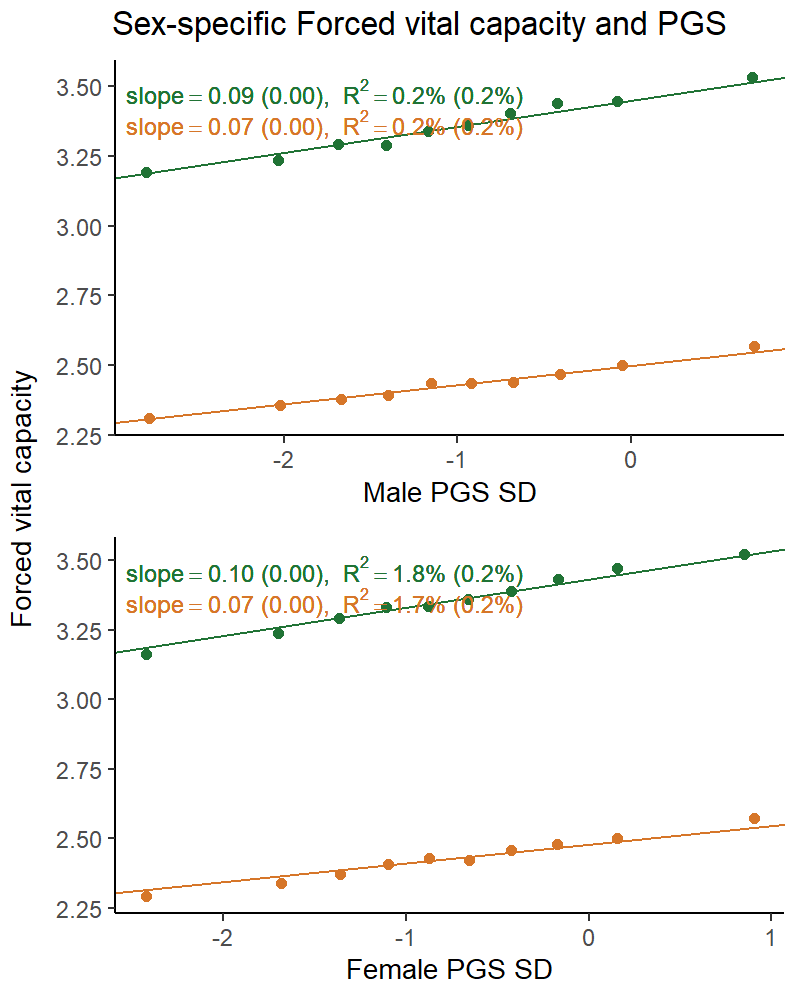 Sex-specific Forced vital capacity and PGS
Forced vital capacity
slope = 0.09 (0.00), R² = 0.2% (0.2%)
slope = 0.07 (0.00), R² = 0.2% (0.2%)
3.50
3.25
3.00
2.75
2.50
2.25
-2 -1 0
Male PGS SD
slope = 0.10 (0.00), R² = 1.8% (0.2%)
slope = 0.07 (0.00), R² = 1.7% (0.2%)
3.50
3.25
3.00
2.75
2.50
2.25
-2 -1 0 1
Female PGS SD